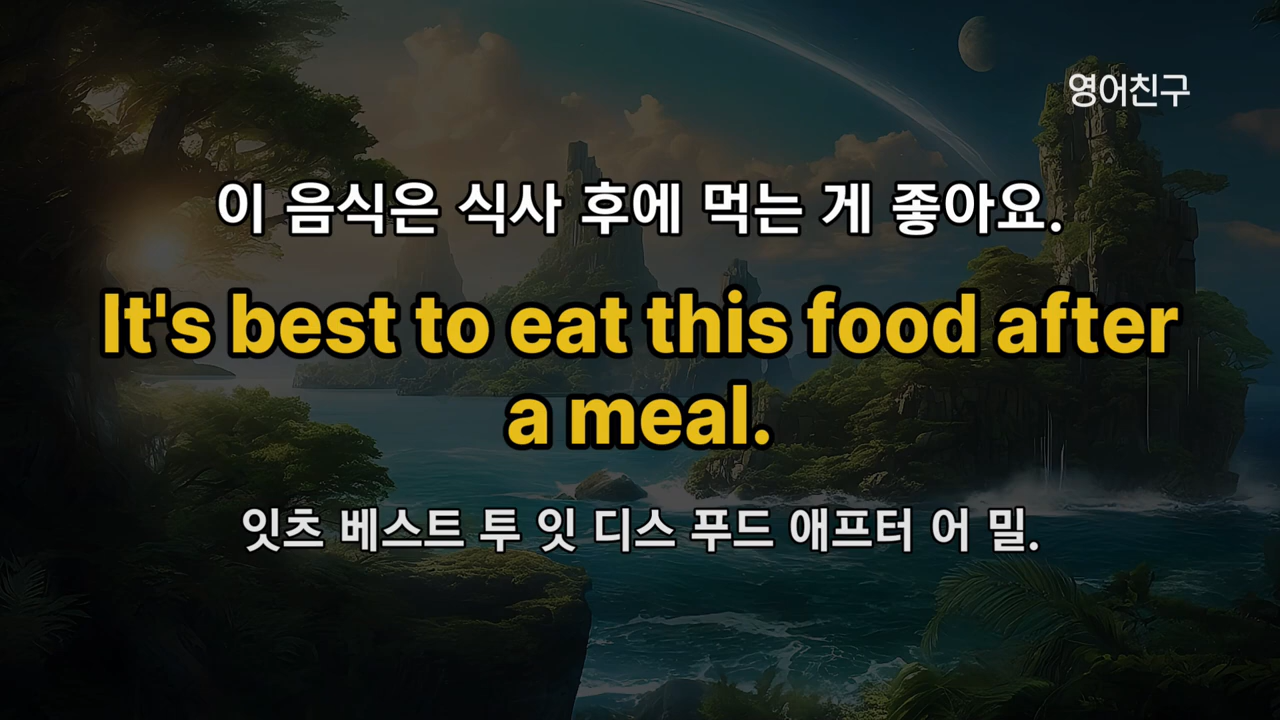 영어친구
이 음식은 식사 후에 먹는 게 좋아요.
It's best to eat this food after
a meal.
잇츠 베스트 투 잇 디스 푸드 애프터 어 밀.